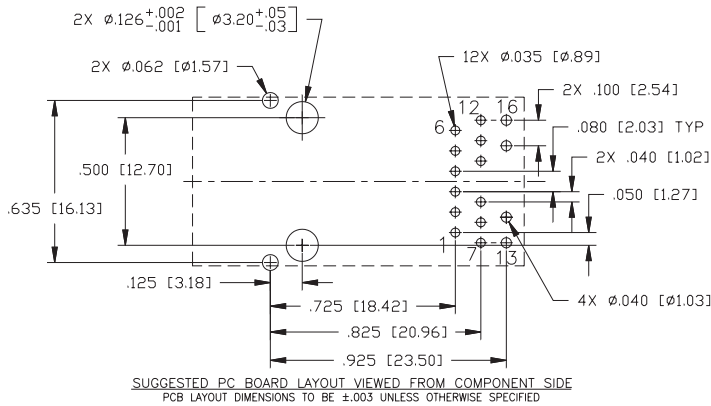 2X Ø.126 +.002 -.001 [ Ø3.20 +.05 -.03 ]
2X Ø.062 [Ø1.57]
12X Ø.035 [Ø.89]
2X .100 [2.54]
12 16
6
.080 [2.03] TYP
2X .040 [1.02]
.500 [12.70]
.050 [1.27]
.635 [16.13]
1 7 13
.125 [3.18]
4X Ø.040 [Ø1.03]
.725 [18.42]
.825 [20.96]
.925 [23.50]
SUGGESTED PC BOARD LAYOUT VIEWED FROM COMPONENT SIDE
PCB LAYOUT DIMENSIONS TO BE ±.003 UNLESS OTHERWISE SPECIFIED